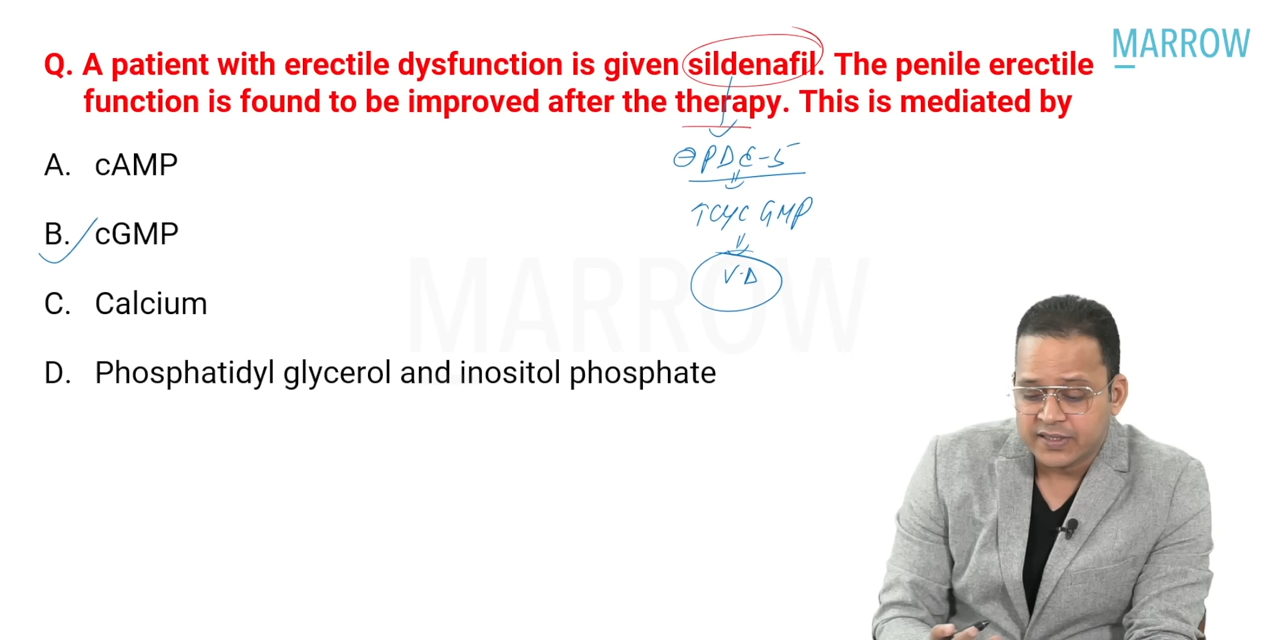 MARROW
Q. A patient with erectile dysfunction is given sildenafil. The penile erectile
function is found to be improved after the therapy. This is mediated by
A. cAMP
B. cGMP
C. Calcium
D. Phosphatidyl glycerol and inositol phosphate
⊖PDE-5
↑CYC GMP
V.D
MARROW